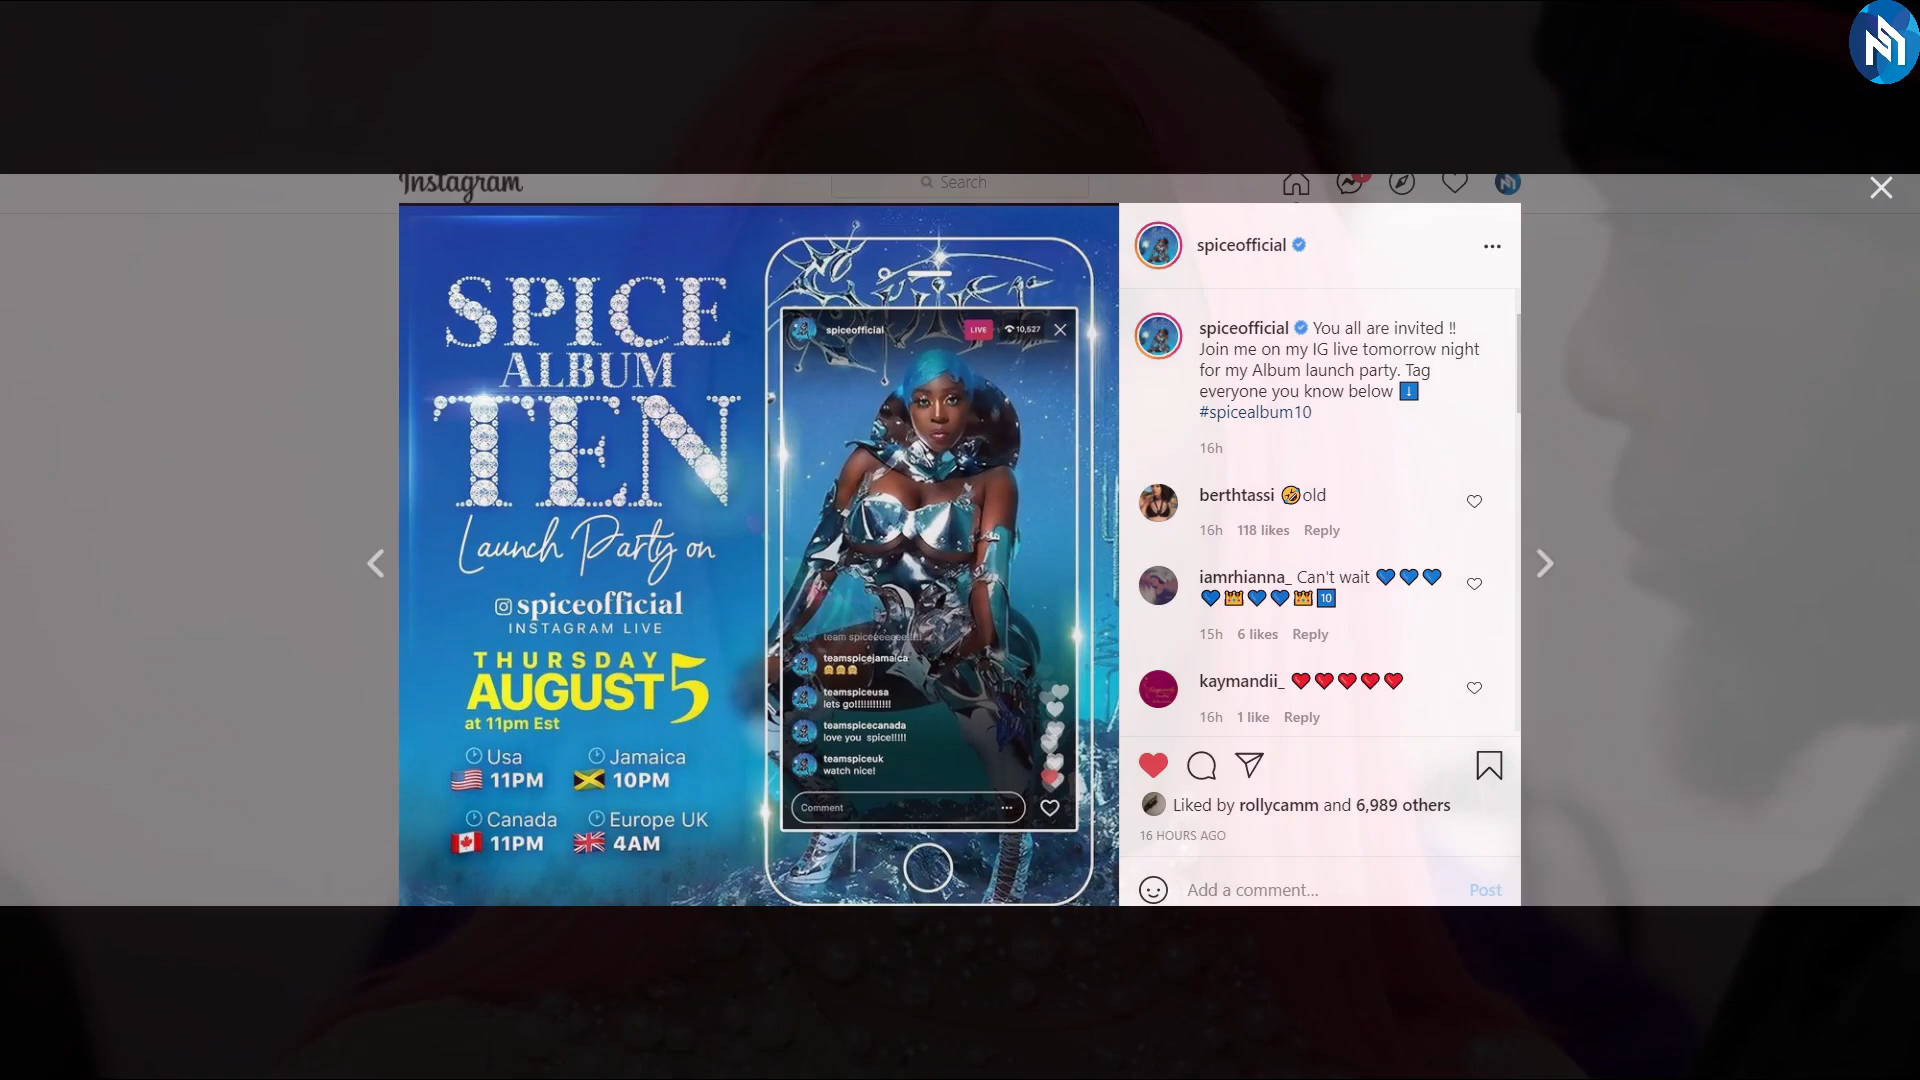 Instagram
Search
SPICE
ALBUM
TEN
Launch Party on
spiceofficial
INSTAGRAM LIVE
THURSDAY
AUGUST 5
at 11pm Est
Usa
11PM
Jamaica
10PM
Canada
11PM
Europe UK
4AM
spiceofficial
LIVE
10,527
team spiceeeeeee!!!!
teamspicejamaica
teamspiceusa
lets go!!!!!!!!!!!!
teamspicecanada
love you spice!!!!!
teamspiceuk
watch nice!
Comment
spiceofficial
spiceofficial You all are invited ‼
Join me on my IG live tomorrow night
for my Album launch party. Tag
everyone you know below ⬇
#spicealbum10
16h
berthtassi 🤣old
16h 118 likes Reply
iamrhianna_ Can't wait 💙💙💙
💙👑💙💙👑🔟
15h 6 likes Reply
kaymandii_ ❤❤❤❤❤
16h 1 like Reply
Liked by rollycamm and 6,989 others
16 HOURS AGO
Add a comment...
Post